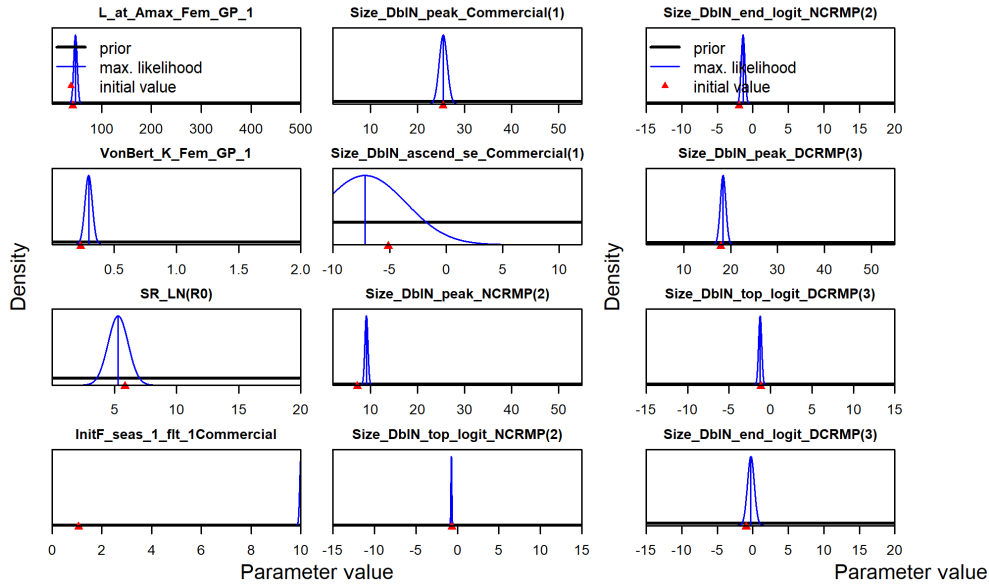 L_at_Amax_Fem_GP_1
prior
max. likelihood
initial value
100 200 300 400 500
Size_DblN_peak_Commercial(1)
10 20 30 40 50
Size_DblN_end_logit_NCRMP(2)
prior
max. likelihood
initial value
-15 -10 -5 0 5 10 15 20
VonBert_K_Fem_GP_1
0.5 1.0 1.5 2.0
Size_DblN_ascend_se_Commercial(1)
-10 -5 0 5 10
Size_DblN_peak_DCRMP(3)
10 20 30 40 50
SR_LN(R0)
5 10 15 20
Size_DblN_peak_NCRMP(2)
10 20 30 40 50
Size_DblN_top_logit_DCRMP(3)
-15 -10 -5 0 5 10 15
InitF_seas_1_flt_1Commercial
0 2 4 6 8 10
Size_DblN_top_logit_NCRMP(2)
-15 -10 -5 0 5 10 15
Size_DblN_end_logit_DCRMP(3)
-15 -10 -5 0 5 10 15 20
Density
Density
Parameter value
Parameter value